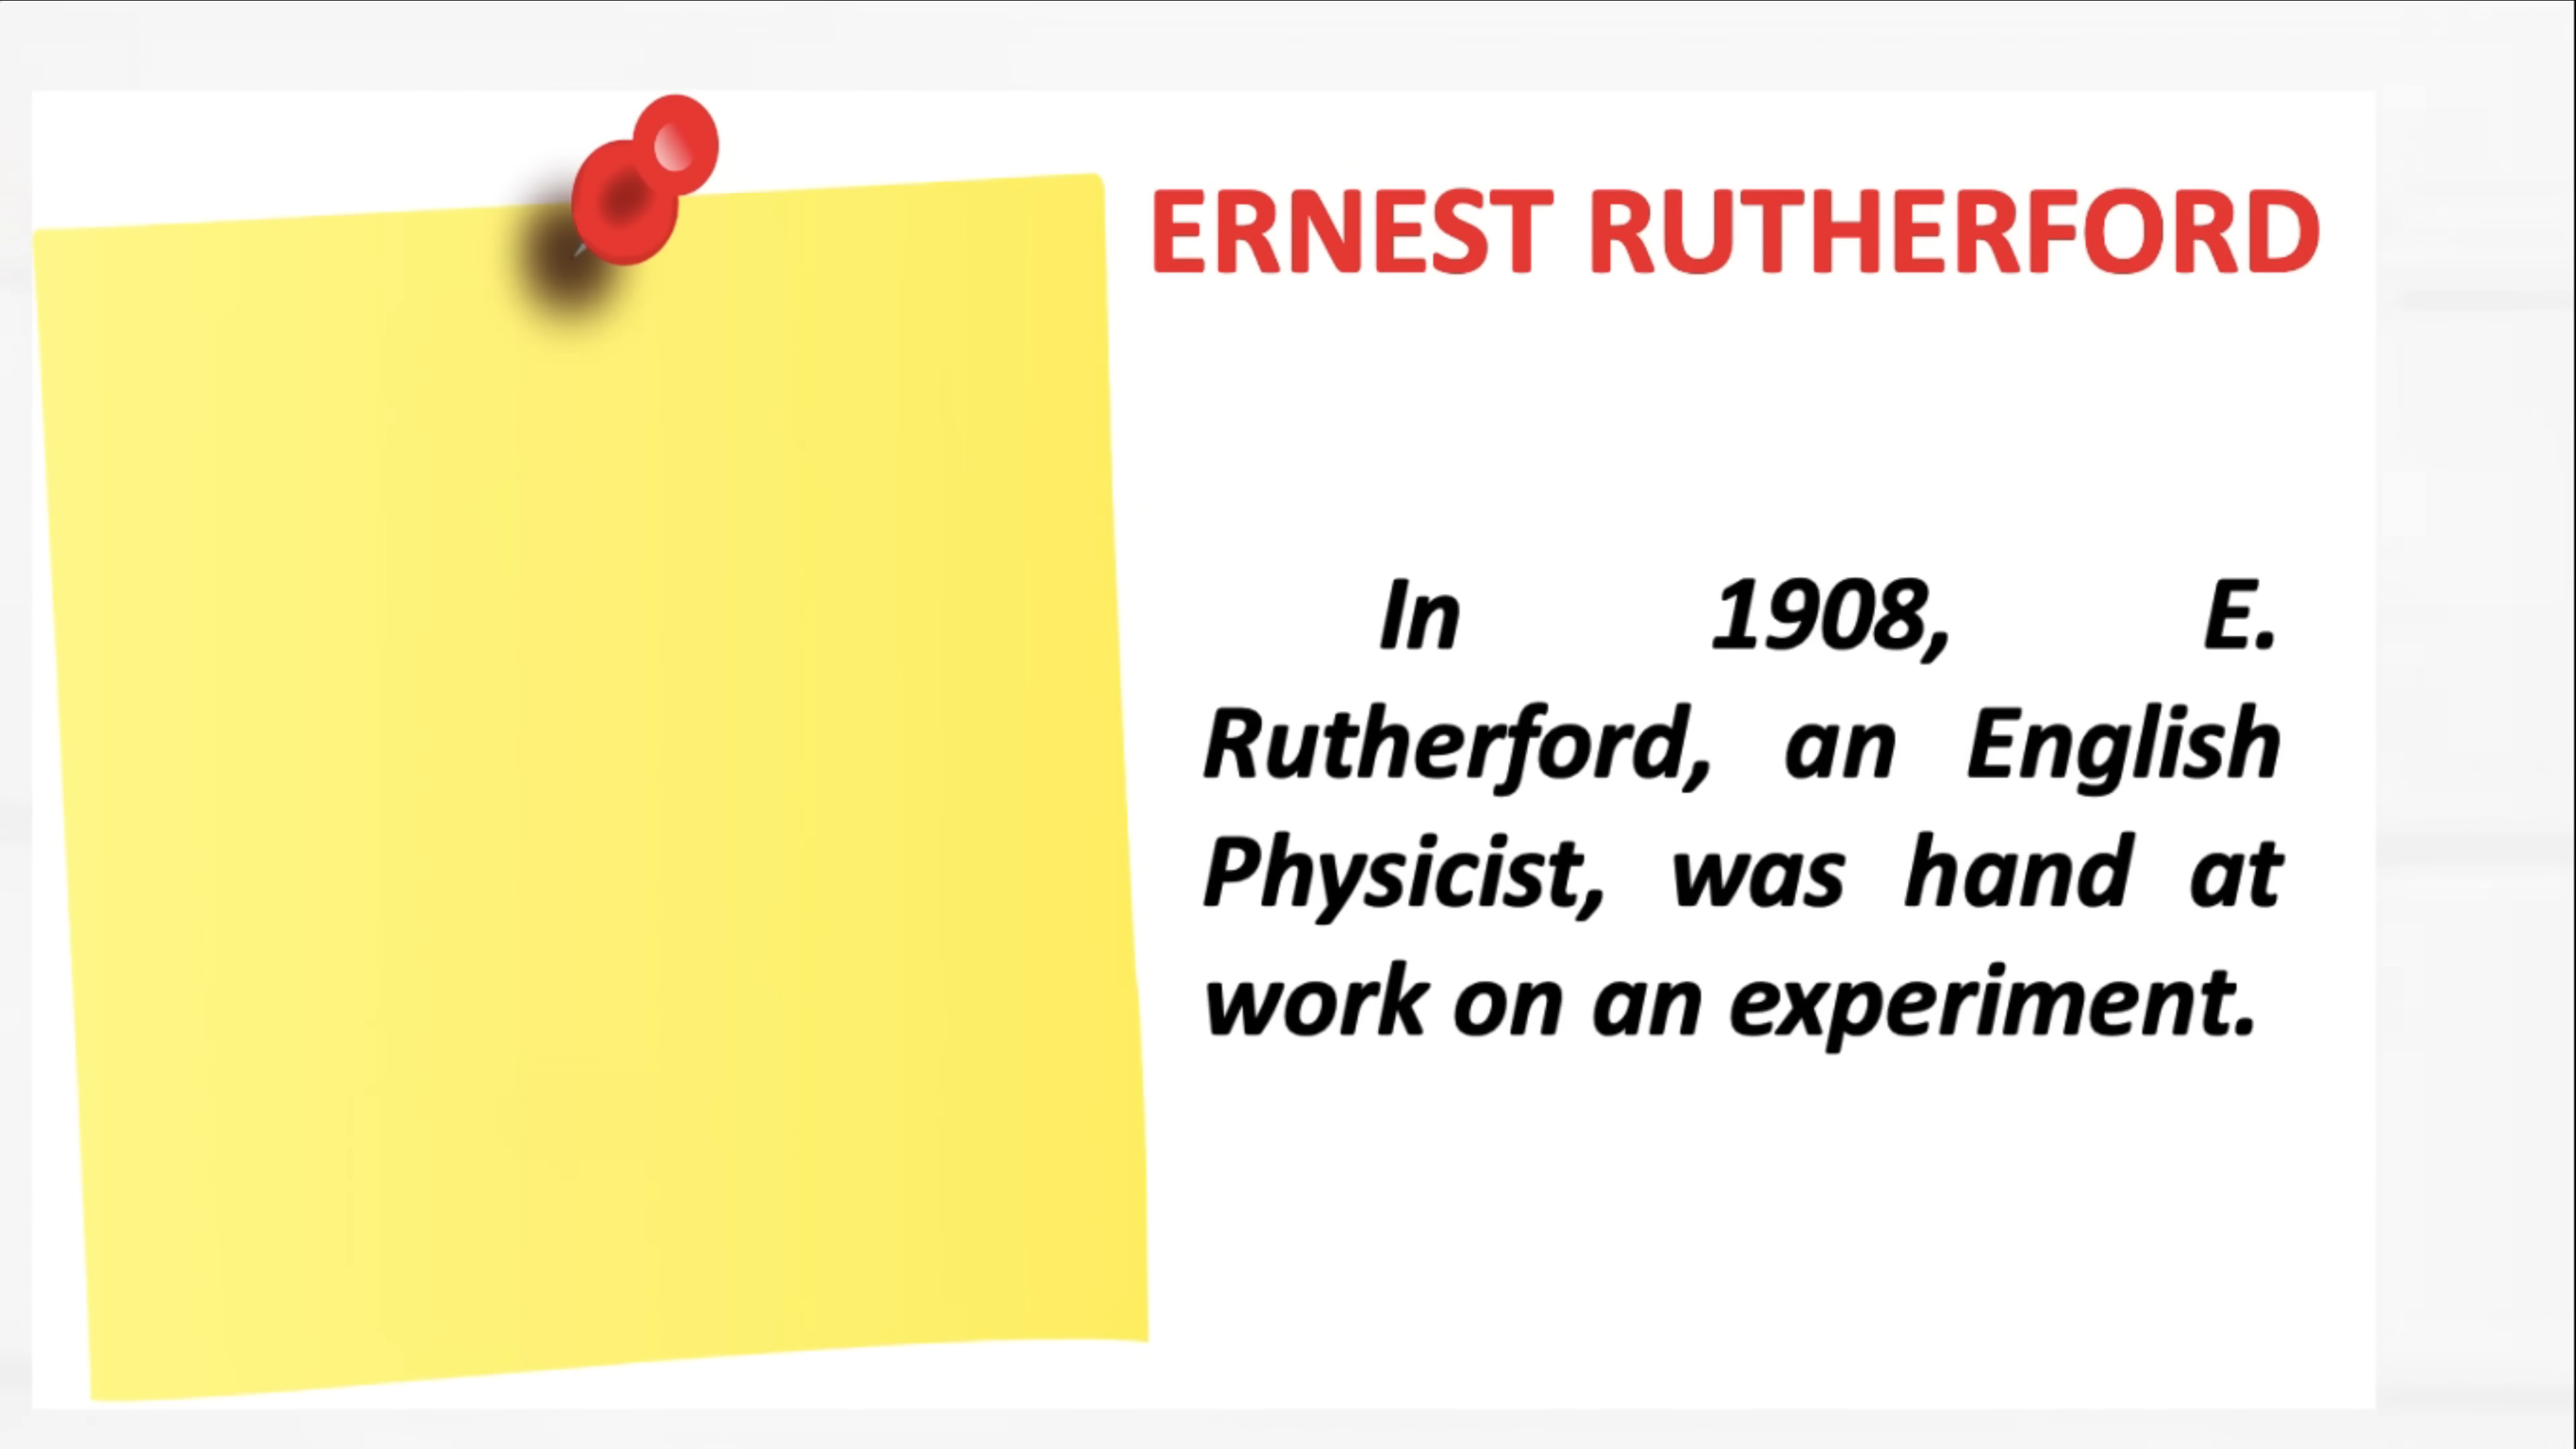 ERNEST RUTHERFORD
In 1908, E.
Rutherford, an English
Physicist, was hand at
work on an experiment.